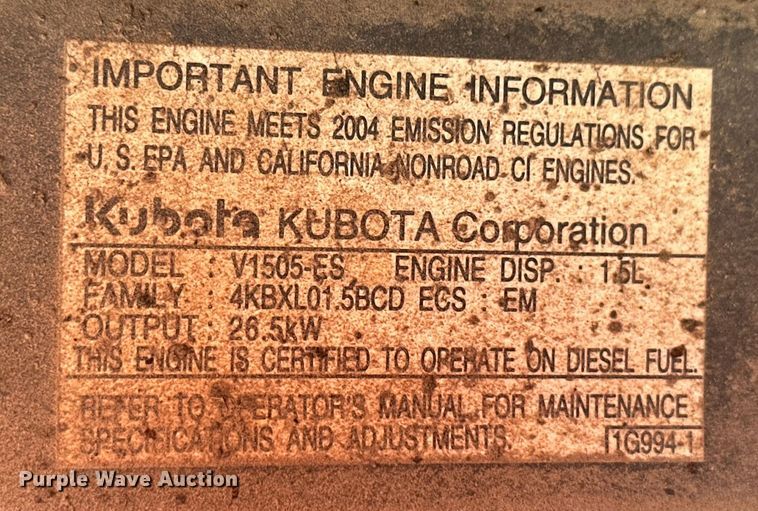 IMPORTANT ENGINE INFORMATION
THIS ENGINE MEETS 2004 EMISSION REGULATIONS FOR
U.S. EPA AND CALIFORNIA NONROAD CI ENGINES.
Kubota KUBOTA Corporation
MODEL : V1505-ES ENGINE DISP. : 1.5L
FAMILY : 4KBXL01.5BCD ECS : EM
OUTPUT : 26.5kW
THIS ENGINE IS CERTIFIED TO OPERATE ON DIESEL FUEL.
REFER TO OPERATOR'S MANUAL FOR MAINTENANCE
SPECIFICATIONS AND ADJUSTMENTS. 1G994-1
Purple Wave Auction